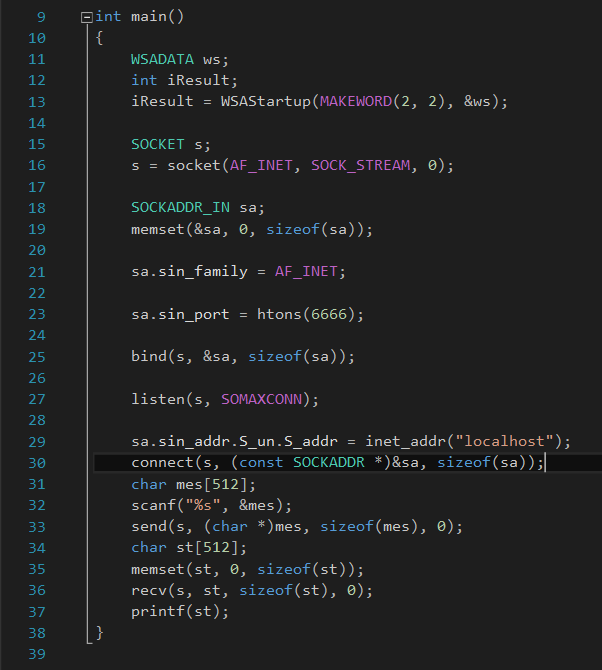 9 int main()
10 {
11 WSADATA ws;
12 int iResult;
13 iResult = WSAStartup(MAKEWORD(2, 2), &ws);
14
15 SOCKET s;
16 s = socket(AF_INET, SOCK_STREAM, 0);
17
18 SOCKADDR_IN sa;
19 memset(&sa, 0, sizeof(sa));
20
21 sa.sin_family = AF_INET;
22
23 sa.sin_port = htons(6666);
24
25 bind(s, &sa, sizeof(sa));
26
27 listen(s, SOMAXCONN);
28
29 sa.sin_addr.S_un.S_addr = inet_addr("localhost");
30 connect(s, (const SOCKADDR *)&sa, sizeof(sa));
31 char mes[512];
32 scanf("%s", &mes);
33 send(s, (char *)mes, sizeof(mes), 0);
34 char st[512];
35 memset(st, 0, sizeof(st));
36 recv(s, st, sizeof(st), 0);
37 printf(st);
38 }
39